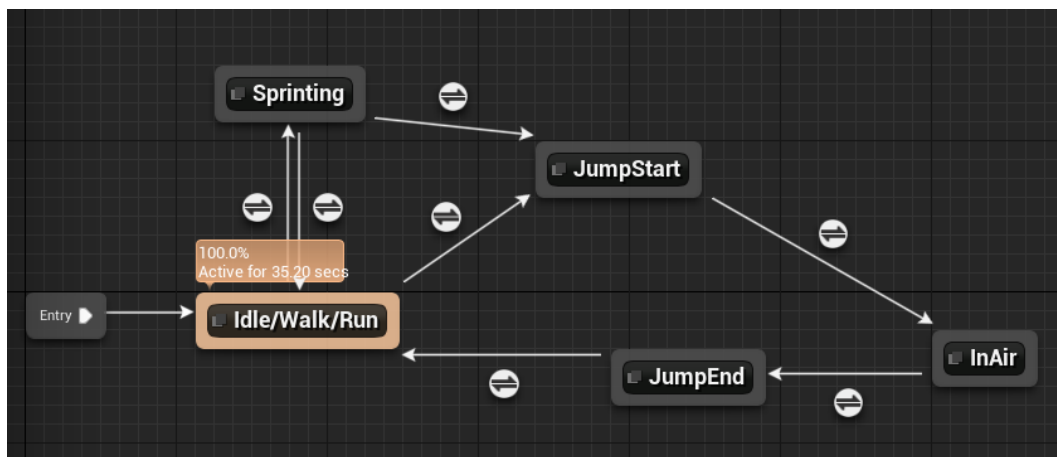 Sprinting
JumpStart
100.0%
Active for 35.20 secs
Entry
Idle/Walk/Run
JumpEnd
InAir